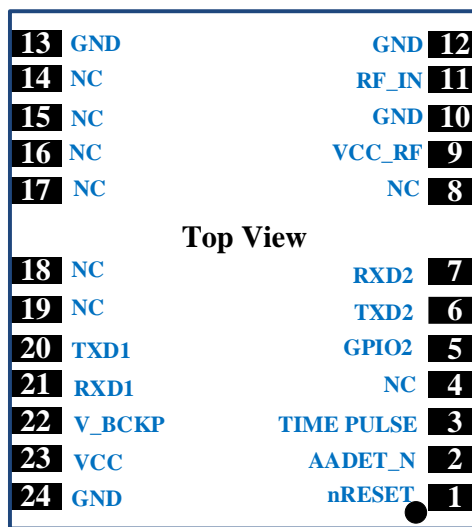 13 GND GND 12
14 NC RF_IN 11
15 NC GND 10
16 NC VCC_RF 9
17 NC NC 8
Top View
18 NC RXD2 7
19 NC TXD2 6
20 TXD1 GPIO2 5
21 RXD1 NC 4
22 V_BCKP TIME PULSE 3
23 VCC AADET_N 2
24 GND nRESET 1